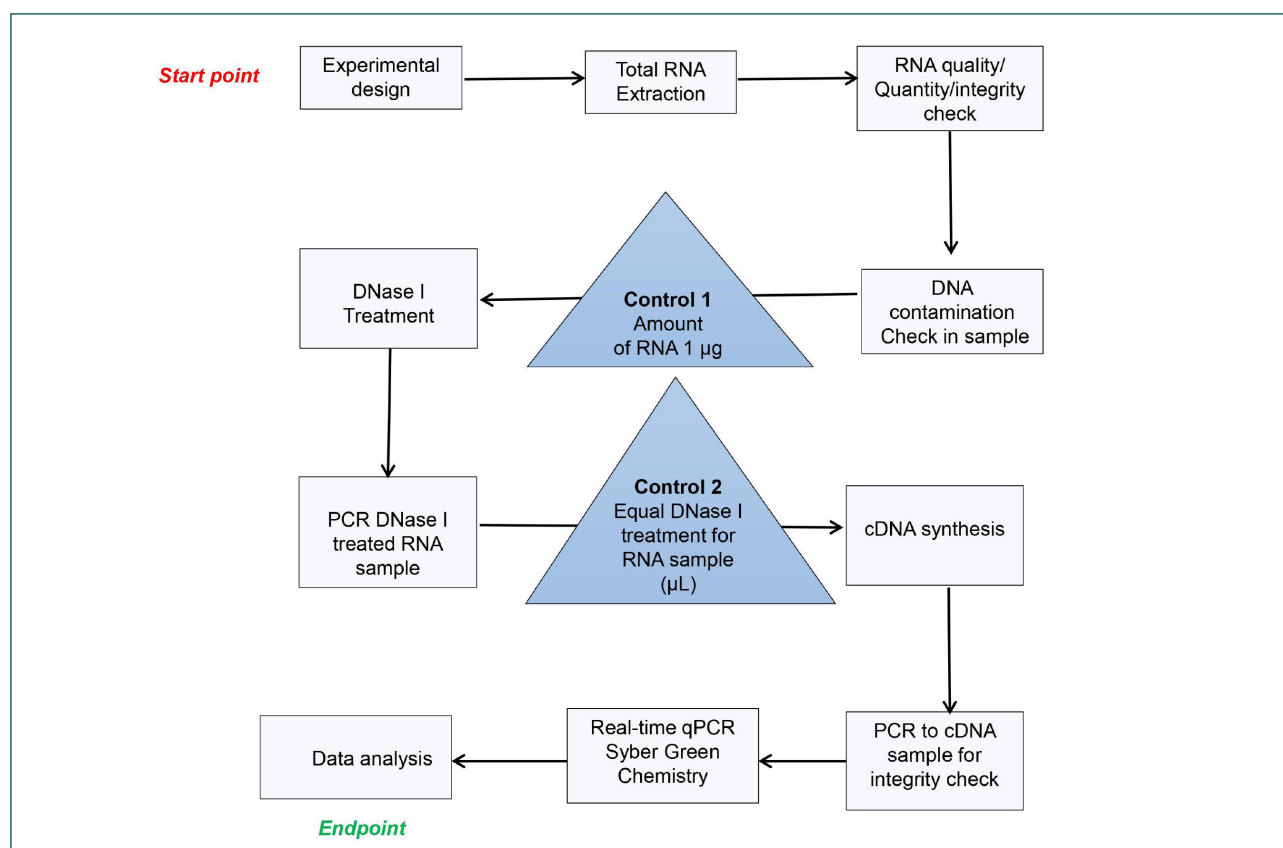 Start point
Experimental
design
Total RNA
Extraction
RNA quality/
Quantity/integrity
check
DNase I
Treatment
Control 1
Amount
of RNA 1 µg
DNA
contamination
Check in sample
PCR DNase I
treated RNA
sample
Control 2
Equal DNase I
treatment for
RNA sample
(µL)
cDNA synthesis
Data analysis
Real-time qPCR
Syber Green
Chemistry
PCR to cDNA
sample for
integrity check
Endpoint